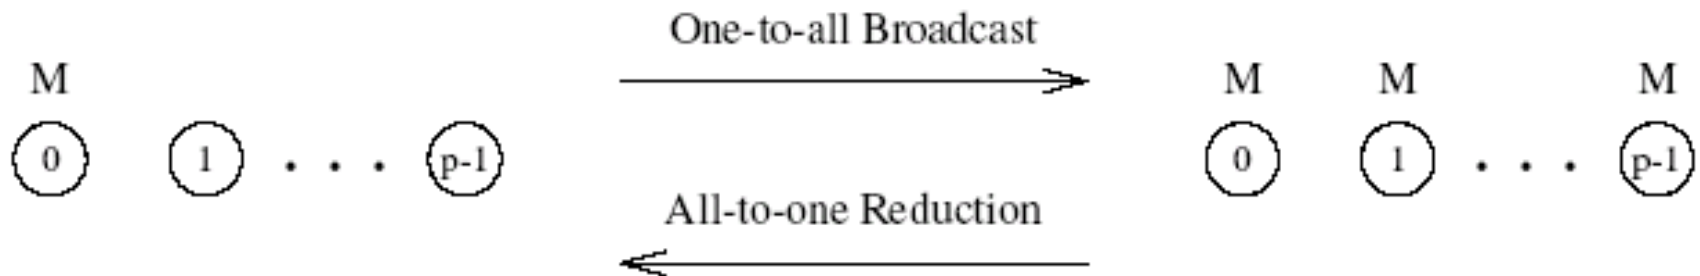 One-to-all Broadcast
M M M M
0 1 . . . p-1 0 1 . . . p-1
All-to-one Reduction